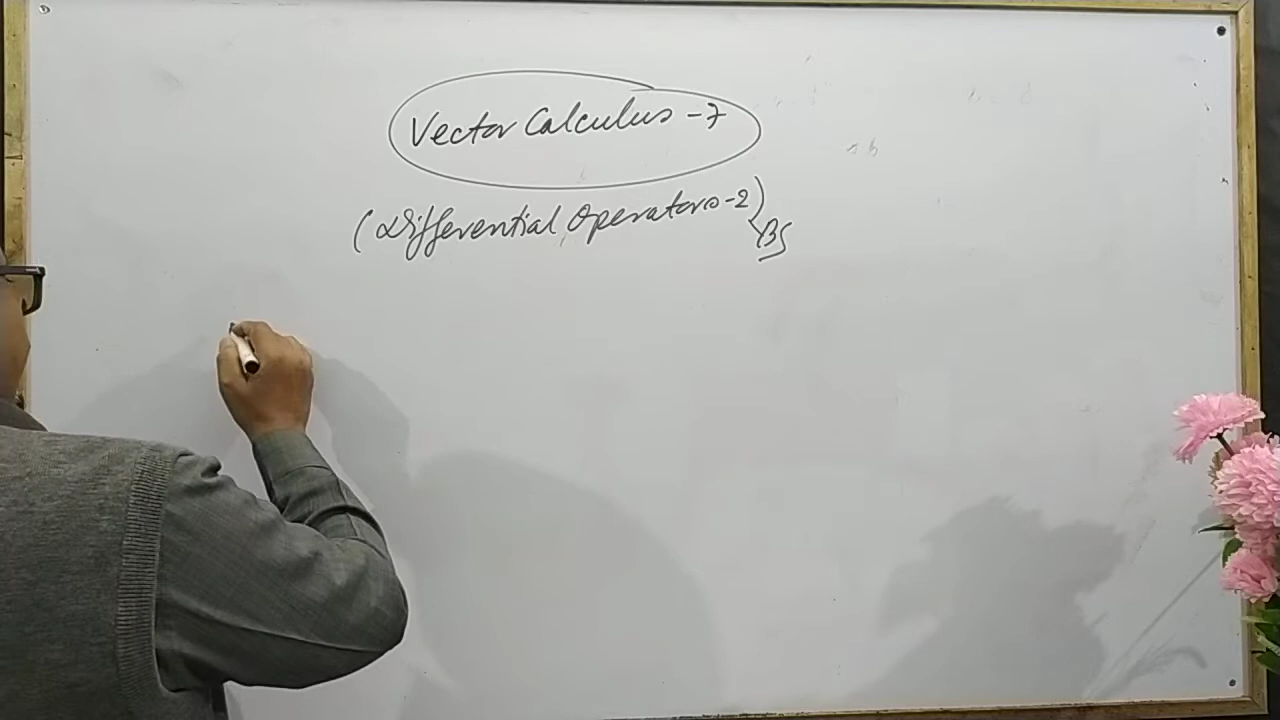 Vector Calculus-7
(Differential Operators-2)
BS